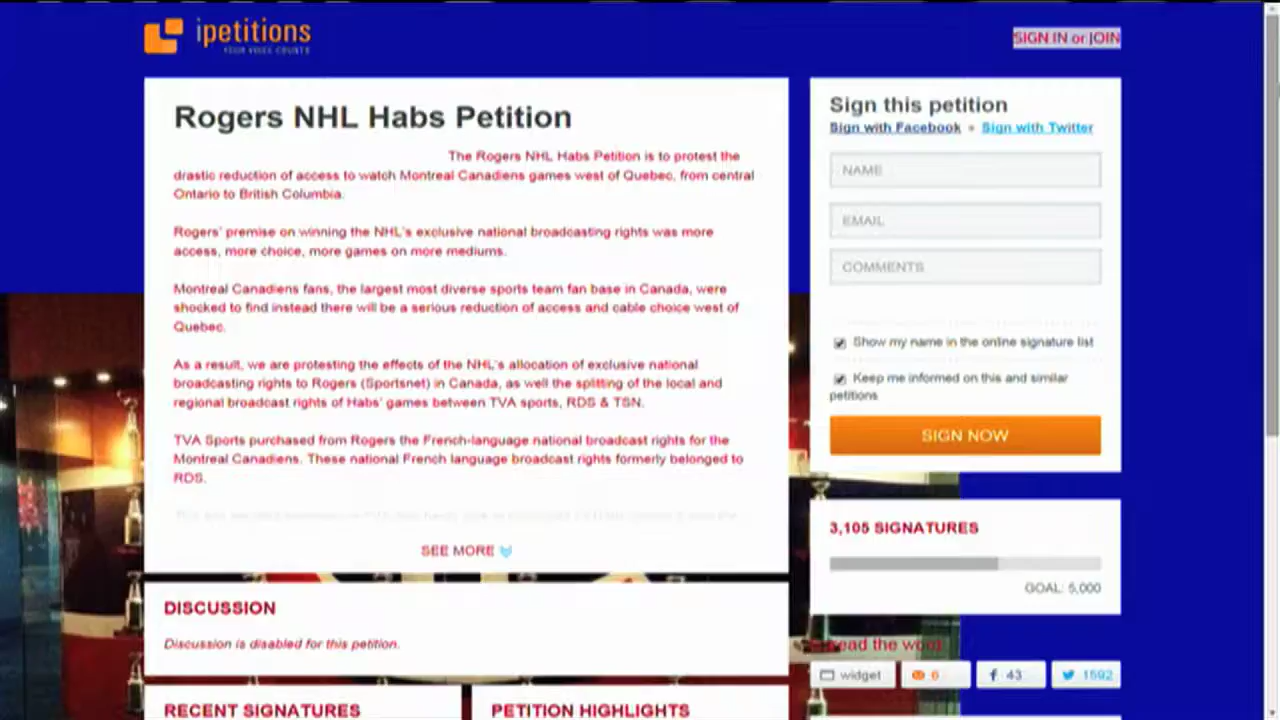 ipetitions
YOUR VOICE COUNTS
SIGN IN or JOIN
Rogers NHL Habs Petition
The Rogers NHL Habs Petition is to protest the
drastic reduction of access to watch Montreal Canadiens games west of Quebec, from central
Ontario to British Columbia.
Rogers' premise on winning the NHL's exclusive national broadcasting rights was more
access, more choice, more games on more mediums.
Montreal Canadiens fans, the largest most diverse sports team fan base in Canada, were
shocked to find instead there will be a serious reduction of access and cable choice west of
Quebec.
As a result, we are protesting the effects of the NHL's allocation of exclusive national
broadcasting rights to Rogers (Sportsnet) in Canada, as well the splitting of the local and
regional broadcast rights of Habs' games between TVA sports, RDS & TSN.
TVA Sports purchased from Rogers the French-language national broadcast rights for the
Montreal Canadiens. These national French language broadcast rights formerly belonged to
RDS.
SEE MORE
DISCUSSION
Discussion is disabled for this petition.
RECENT SIGNATURES
PETITION HIGHLIGHTS
Sign this petition
Sign with Facebook • Sign with Twitter
NAME
EMAIL
COMMENTS
Show my name in the online signature list
Keep me informed on this and similar
petitions
SIGN NOW
3,105 SIGNATURES
GOAL: 5,000
Spread the word
widget 6 43 1592